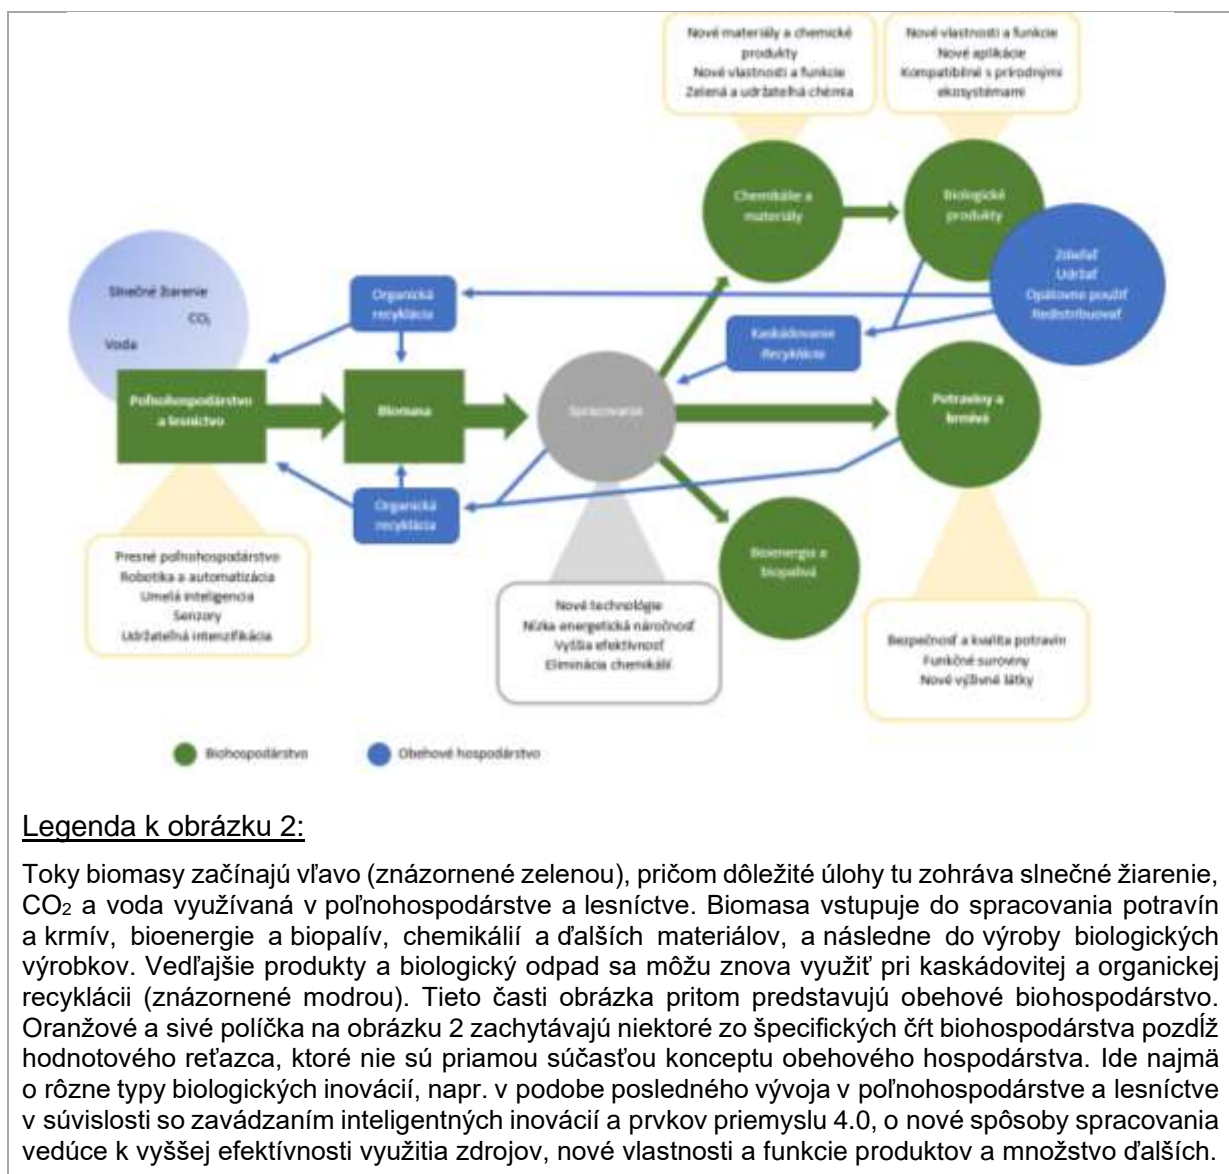 Nové materiály a chemické
produkty
Nové vlastnosti a funkcie
Zelená a udržateľná chémia
Nové vlastnosti a funkcie
Nové aplikácie
Kompatibilné s prírodnými
ekosystémami
Chemikálie a
materiály
Biologické
produkty
Zdieľať
Udržať
Opätovne použiť
Redistribuovať
Slnečné žiarenie
CO₂
Voda
Organická
recyklácia
Kaskádovanie
Recyklácia
Poľnohospodárstvo
a lesníctvo
Biomasa
Spracovanie
Potraviny a
krmivá
Organická
recyklácia
Bioenergia a
biopalivá
Presné poľnohospodárstvo
Robotika a automatizácia
Umelá inteligencia
Senzory
Udržateľná intenzifikácia
Nové technológie
Nízka energetická náročnosť
Vyššia efektívnosť
Eliminácia chemikálií
Bezpečnosť a kvalita potravín
Funkčné suroviny
Nové výživné látky
Biohospodárstvo
Obehové hospodárstvo
Legenda k obrázku 2:
Toky biomasy začínajú vľavo (znázornené zelenou), pričom dôležité úlohy tu zohráva slnečné žiarenie,
CO₂ a voda využívaná v poľnohospodárstve a lesníctve. Biomasa vstupuje do spracovania potravín
a krmív, bioenergie a biopalív, chemikálií a ďalších materiálov, a následne do výroby biologických
výrobkov. Vedľajšie produkty a biologický odpad sa môžu znova využiť pri kaskádovitej a organickej
recyklácii (znázornené modrou). Tieto časti obrázka pritom predstavujú obehové biohospodárstvo.
Oranžové a sivé políčka na obrázku 2 zachytávajú niektoré zo špecifických čŕt biohospodárstva pozdĺž
hodnotového reťazca, ktoré nie sú priamou súčasťou konceptu obehového hospodárstva. Ide najmä
o rôzne typy biologických inovácií, napr. v podobe posledného vývoja v poľnohospodárstve a lesníctve
v súvislosti so zavádzaním inteligentných inovácií a prvkov priemyslu 4.0, o nové spôsoby spracovania
vedúce k vyššej efektívnosti využitia zdrojov, nové vlastnosti a funkcie produktov a množstvo ďalších.